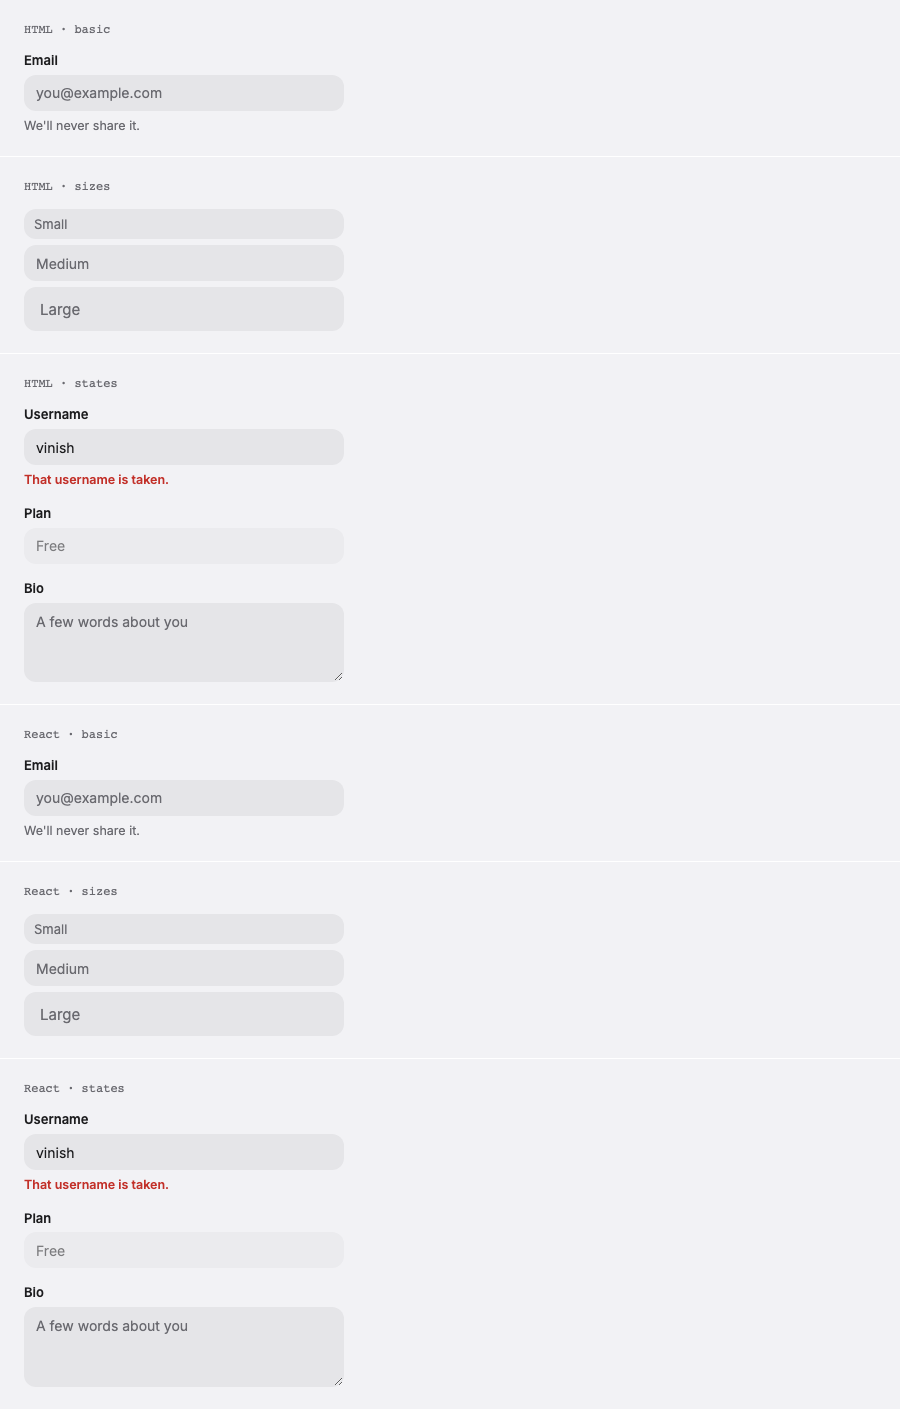 HTML · basic
Email
you@example.com
We'll never share it.
HTML · sizes
Small
Medium
Large
HTML · states
Username
vinish
That username is taken.
Plan
Free
Bio
A few words about you
React · basic
Email
you@example.com
We'll never share it.
React · sizes
Small
Medium
Large
React · states
Username
vinish
That username is taken.
Plan
Free
Bio
A few words about you